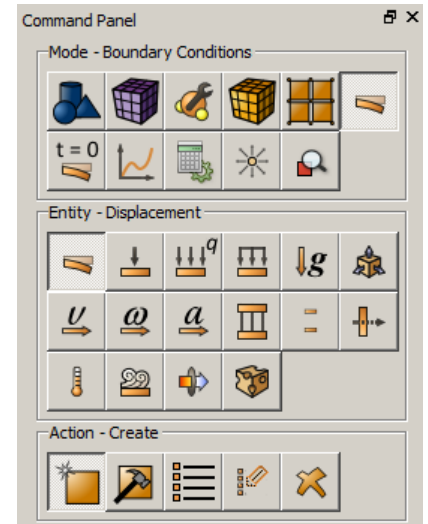 Command Panel
Mode - Boundary Conditions
t = 0
Entity - Displacement
q
g
v ω a
Action - Create